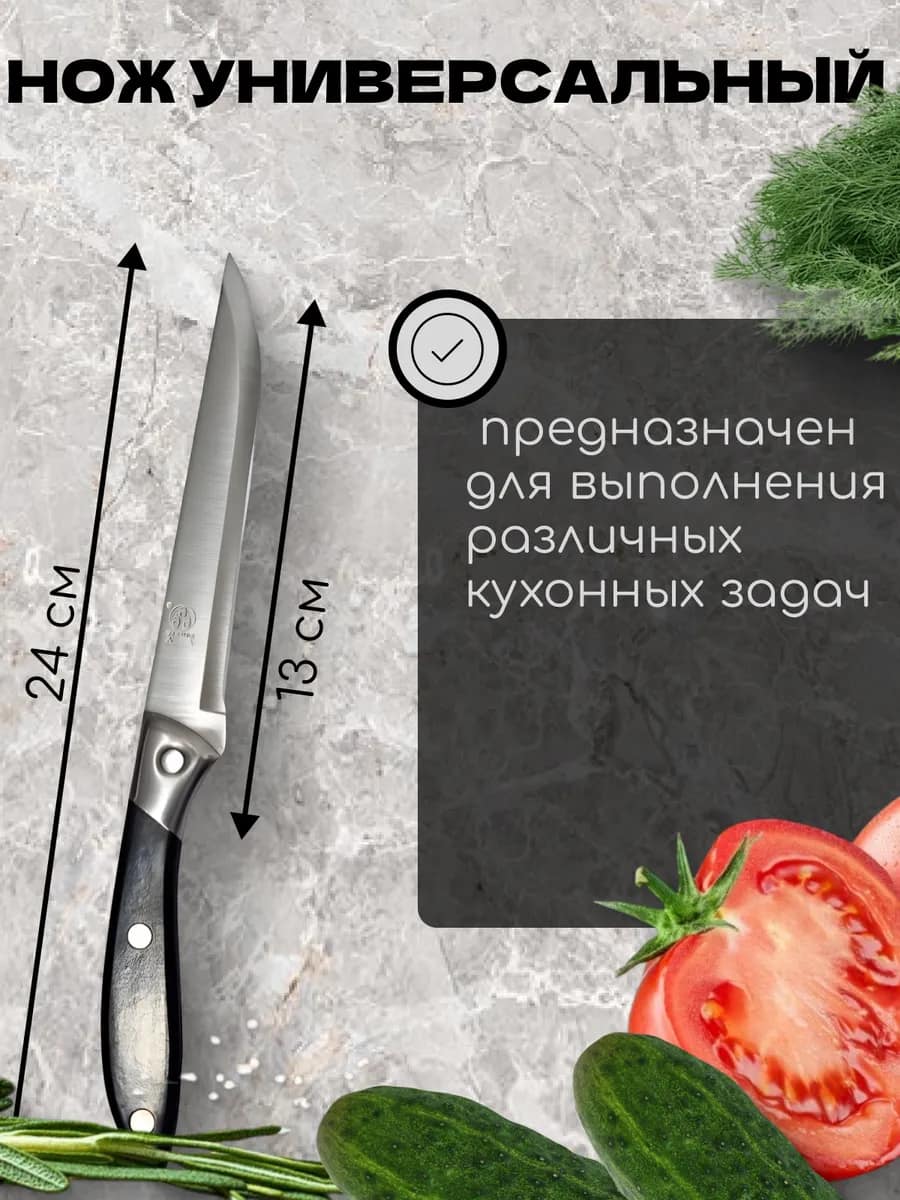 НОЖ УНИВЕРСАЛЬНЫЙ
предназначен
для выполнения
различных
кухонных задач
24 см
13 см